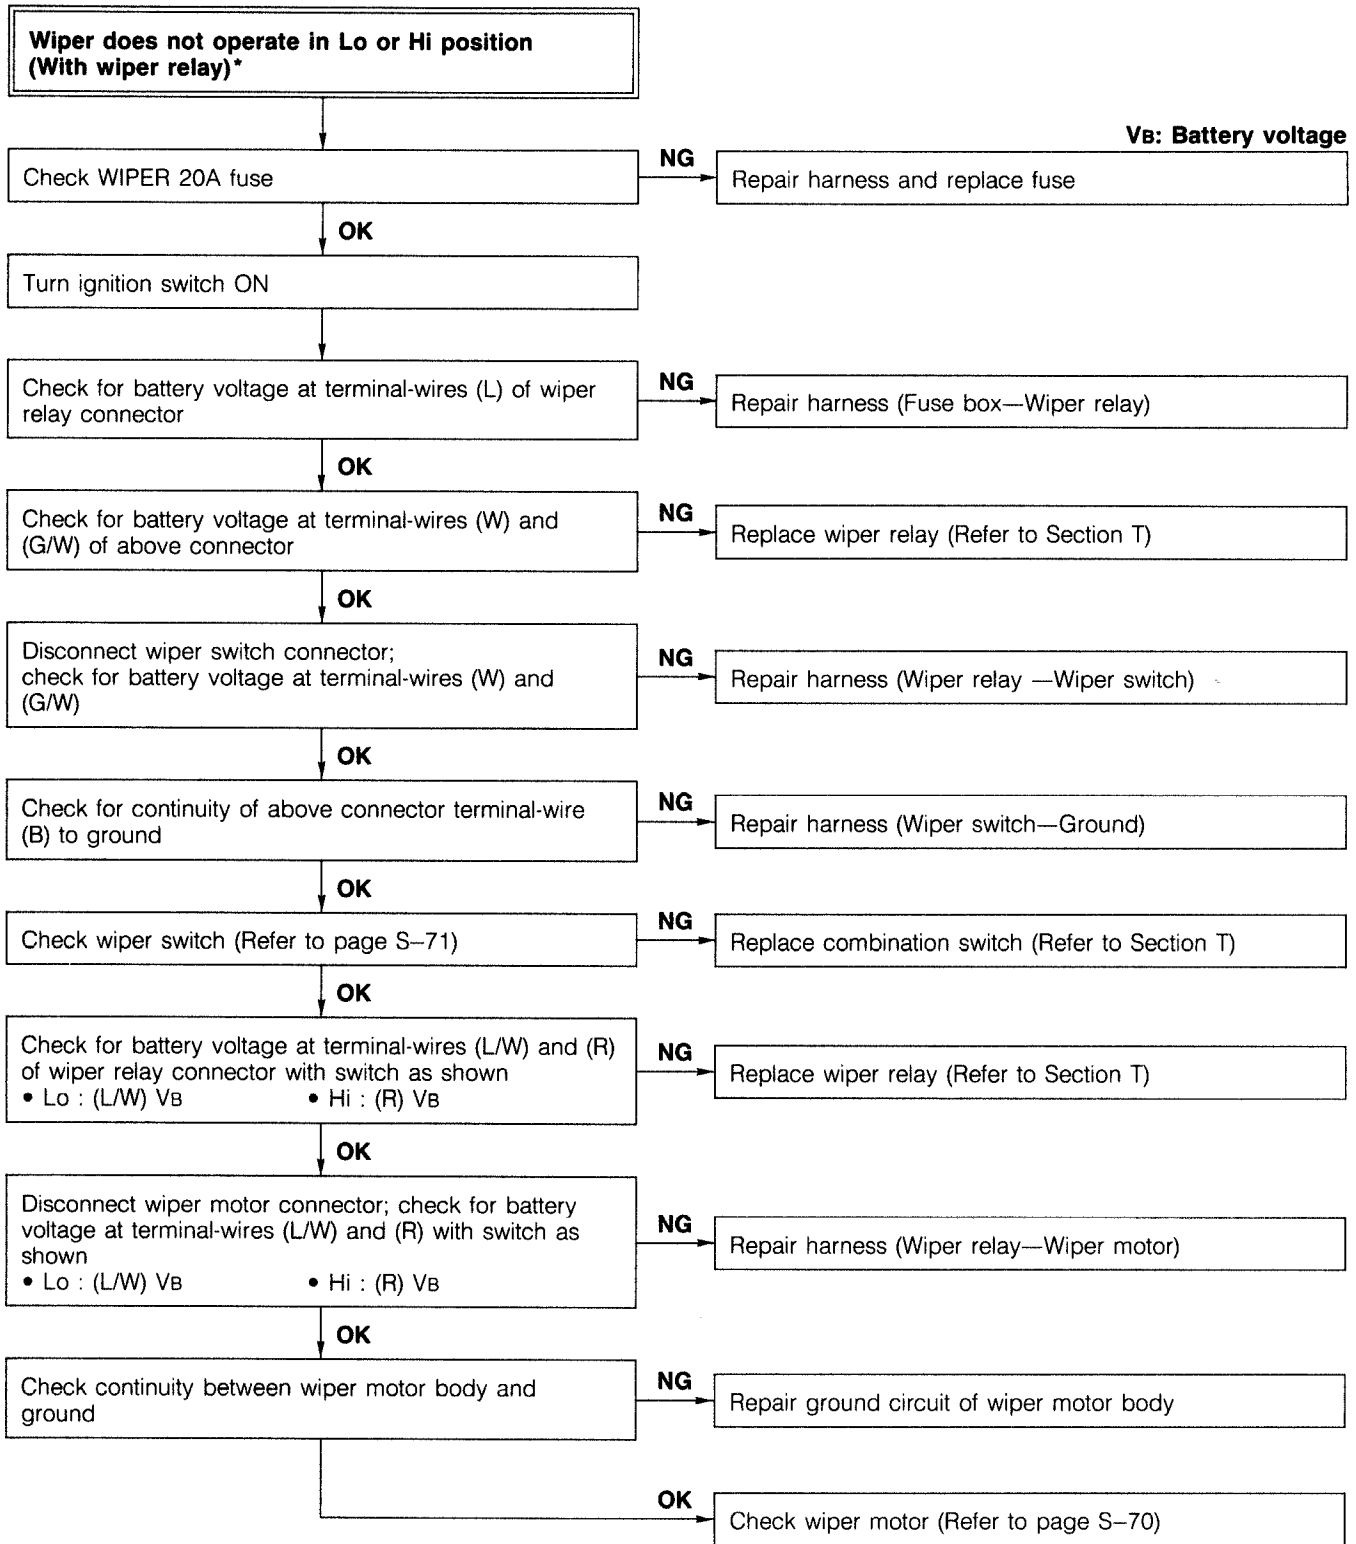 Wiper does not operate in Lo or Hi position
(With wiper relay)*
VB: Battery voltage
Check WIPER 20A fuse
NG
Repair harness and replace fuse
OK
Turn ignition switch ON
Check for battery voltage at terminal-wires (L) of wiper
relay connector
NG
Repair harness (Fuse box—Wiper relay)
OK
Check for battery voltage at terminal-wires (W) and
(G/W) of above connector
NG
Replace wiper relay (Refer to Section T)
OK
Disconnect wiper switch connector;
check for battery voltage at terminal-wires (W) and
(G/W)
NG
Repair harness (Wiper relay —Wiper switch)
OK
Check for continuity of above connector terminal-wire
(B) to ground
NG
Repair harness (Wiper switch—Ground)
OK
Check wiper switch (Refer to page S–71)
NG
Replace combination switch (Refer to Section T)
OK
Check for battery voltage at terminal-wires (L/W) and (R)
of wiper relay connector with switch as shown
• Lo : (L/W) VB • Hi : (R) VB
NG
Replace wiper relay (Refer to Section T)
OK
Disconnect wiper motor connector; check for battery
voltage at terminal-wires (L/W) and (R) with switch as
shown
• Lo : (L/W) VB • Hi : (R) VB
NG
Repair harness (Wiper relay—Wiper motor)
OK
Check continuity between wiper motor body and
ground
NG
Repair ground circuit of wiper motor body
OK
Check wiper motor (Refer to page S–70)